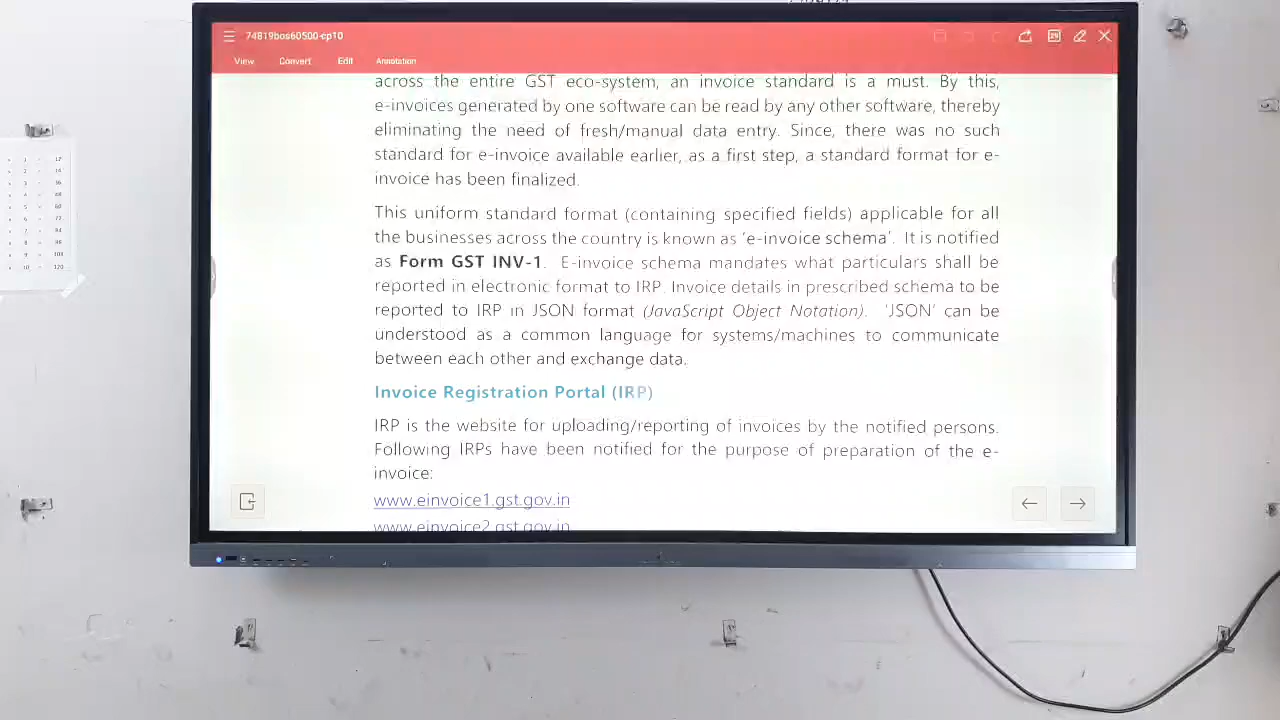 74819bos60500-cp10
View Convert Edit Annotation
across the entire GST eco-system, an invoice standard is a must. By this,
e-invoices generated by one software can be read by any other software, thereby
eliminating the need of fresh/manual data entry. Since, there was no such
standard for e-invoice available earlier, as a first step, a standard format for e-
invoice has been finalized.
This uniform standard format (containing specified fields) applicable for all
the businesses across the country is known as 'e-invoice schema'. It is notified
as Form GST INV-1. E-invoice schema mandates what particulars shall be
reported in electronic format to IRP. Invoice details in prescribed schema to be
reported to IRP in JSON format (JavaScript Object Notation). 'JSON' can be
understood as a common language for systems/machines to communicate
between each other and exchange data.
Invoice Registration Portal (IRP)
IRP is the website for uploading/reporting of invoices by the notified persons.
Following IRPs have been notified for the purpose of preparation of the e-
invoice:
www.einvoice1.gst.gov.in
www.einvoice2.gst.gov.in